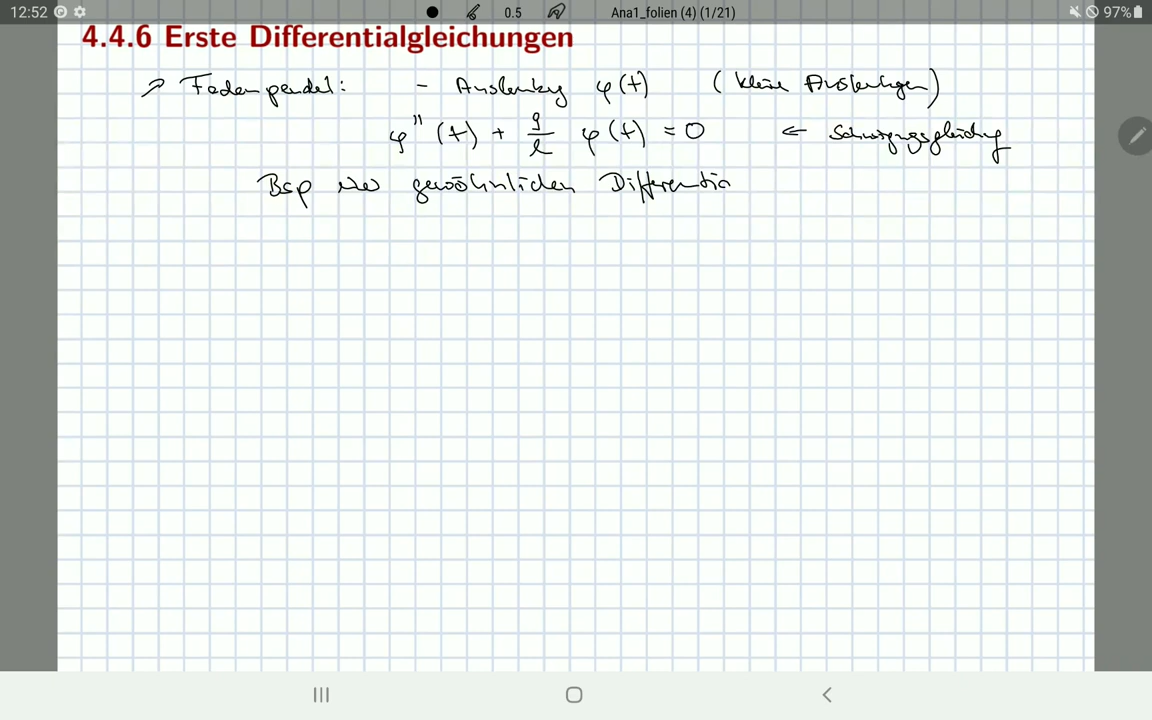 12:52 0.5 Ana1_folien (4) (1/21) 97%
4.4.6 Erste Differentialgleichungen
↗ Fadenpendel: - Auslenkung φ(t) (kleine Auslenkungen)
φ''(t) + g/l φ(t) = 0 ← Schwingungsgleichung
Bsp einer gewöhnlichen Differentia